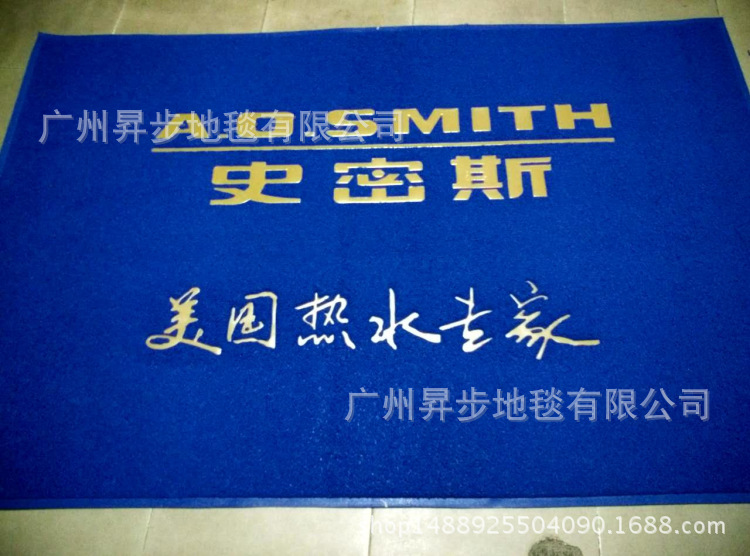 A.O.SMITH
广州昇步地毯有限公司
史密斯
美国热水专家
广州昇步地毯有限公司
shop1488925504090.1688.com